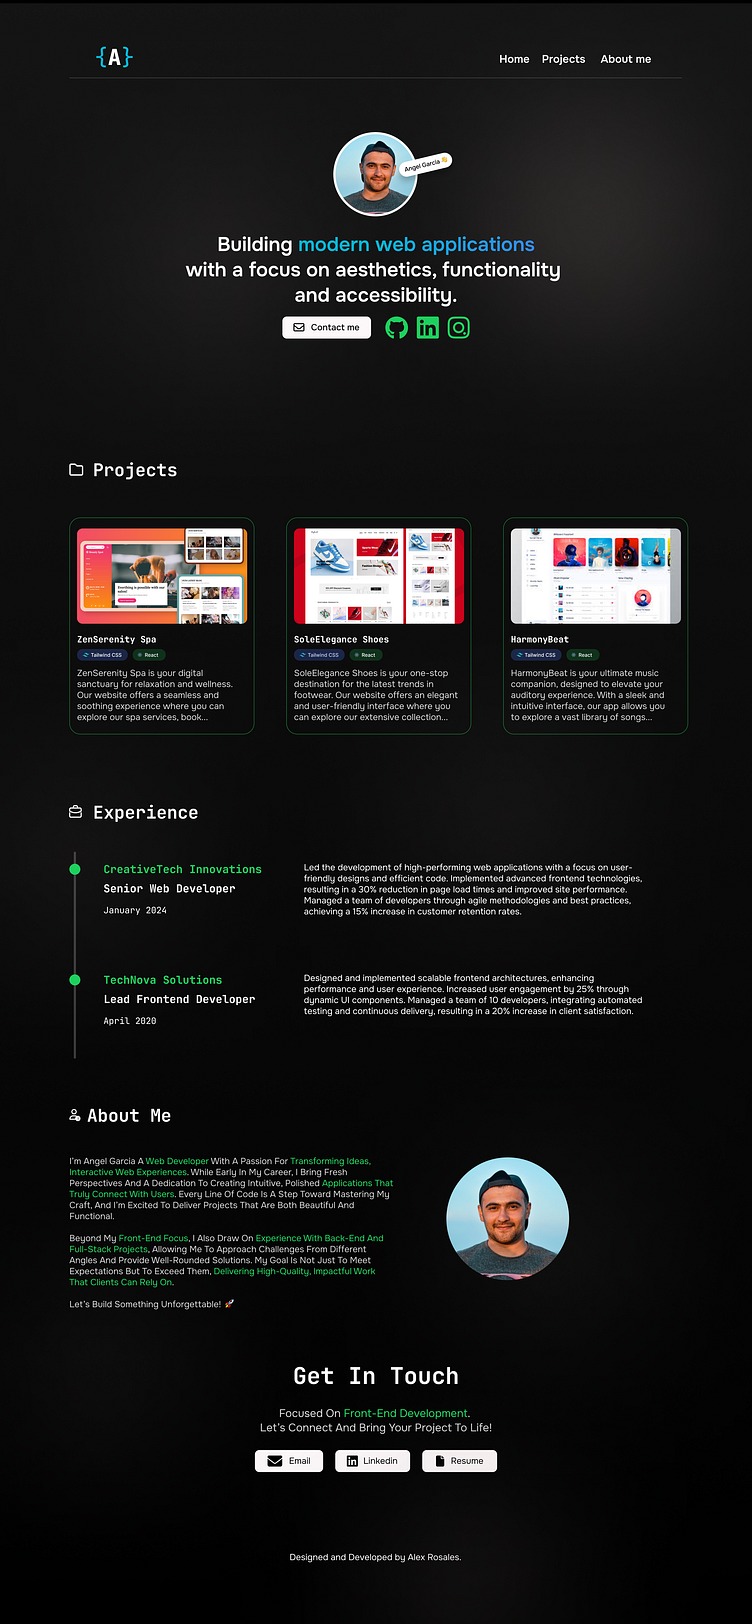 {A}
Home Projects About me
Angel Garcia 👋
Building modern web applications
with a focus on aesthetics, functionality
and accessibility.
Contact me
Projects
ZenSerenity Spa
Tailwind CSS React
ZenSerenity Spa is your digital
sanctuary for relaxation and wellness.
Our website offers a seamless and
soothing experience where you can
explore our spa services, book...
SoleElegance Shoes
Tailwind CSS React
SoleElegance Shoes is your one-stop
destination for the latest trends in
footwear. Our website offers an elegant
and user-friendly interface where you
can explore our extensive collection...
HarmonyBeat
Tailwind CSS React
HarmonyBeat is your ultimate music
companion, designed to elevate your
auditory experience. With a sleek and
intuitive interface, our app allows you
to explore a vast library of songs...
Experience
CreativeTech Innovations
Senior Web Developer
January 2024
Led the development of high-performing web applications with a focus on user-
friendly designs and efficient code. Implemented advanced frontend technologies,
resulting in a 30% reduction in page load times and improved site performance.
Managed a team of developers through agile methodologies and best practices,
achieving a 15% increase in customer retention rates.
TechNova Solutions
Lead Frontend Developer
April 2020
Designed and implemented scalable frontend architectures, enhancing
performance and user experience. Increased user engagement by 25% through
dynamic UI components. Managed a team of 10 developers, integrating automated
testing and continuous delivery, resulting in a 20% increase in client satisfaction.
About Me
I'm Angel Garcia A Web Developer With A Passion For Transforming Ideas,
Interactive Web Experiences. While Early In My Career, I Bring Fresh
Perspectives And A Dedication To Creating Intuitive, Polished Applications That
Truly Connect With Users. Every Line Of Code Is A Step Toward Mastering My
Craft, And I'm Excited To Deliver Projects That Are Both Beautiful And
Functional.
Beyond My Front-End Focus, I Also Draw On Experience With Back-End And
Full-Stack Projects, Allowing Me To Approach Challenges From Different
Angles And Provide Well-Rounded Solutions. My Goal Is Not Just To Meet
Expectations But To Exceed Them, Delivering High-Quality, Impactful Work
That Clients Can Rely On.
Let's Build Something Unforgettable! 🚀
Get In Touch
Focused On Front-End Development.
Let's Connect And Bring Your Project To Life!
Email Linkedin Resume
Designed and Developed by Alex Rosales.